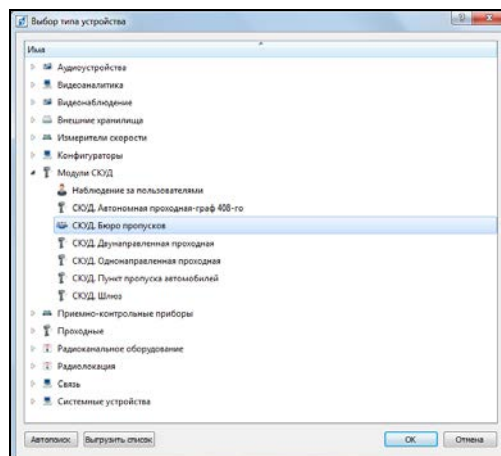 Выбор типа устройства
Имя
Аудиоустройства
Видеоаналитика
Видеонаблюдение
Внешние хранилища
Измерители скорости
Конфигураторы
Модули СКУД
Наблюдение за пользователями
СКУД. Автономная проходная-граф 408-го
СКУД. Бюро пропусков
СКУД. Двунаправленная проходная
СКУД. Однонаправленная проходная
СКУД. Пункт пропуска автомобилей
СКУД. Шлюз
Приемно-контрольные приборы
Проходные
Радиоканальное оборудование
Радиолокация
Связь
Системные устройства
Автопоиск Выгрузить список ОК Отмена